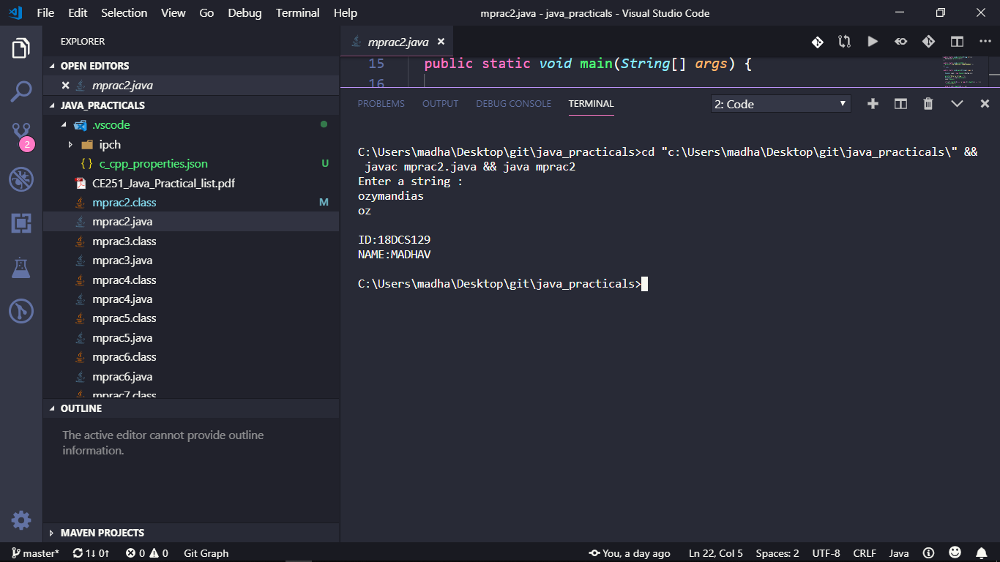 File Edit Selection View Go Debug Terminal Help
mprac2.java - java_practicals - Visual Studio Code
EXPLORER
OPEN EDITORS
mprac2.java
JAVA_PRACTICALS
.vscode
ipch
{ } c_cpp_properties.json U
CE251_Java_Practical_list.pdf
mprac2.class M
mprac2.java
mprac3.class
mprac3.java
mprac4.class
mprac4.java
mprac5.class
mprac5.java
mprac6.class
mprac6.java
mprac7.class
2
OUTLINE
The active editor cannot provide outline
information.
MAVEN PROJECTS
mprac2.java
15 public static void main(String[] args) {
16
PROBLEMS OUTPUT DEBUG CONSOLE TERMINAL
2: Code
C:\Users\madha\Desktop\git\java_practicals>cd "c:\Users\madha\Desktop\git\java_practicals\" &&
javac mprac2.java && java mprac2
Enter a string :
ozymandias
oz
ID:18DCS129
NAME:MADHAV
C:\Users\madha\Desktop\git\java_practicals>
master* 1↓ 0↑ 0 0 Git Graph
You, a day ago Ln 22, Col 5 Spaces: 2 UTF-8 CRLF Java